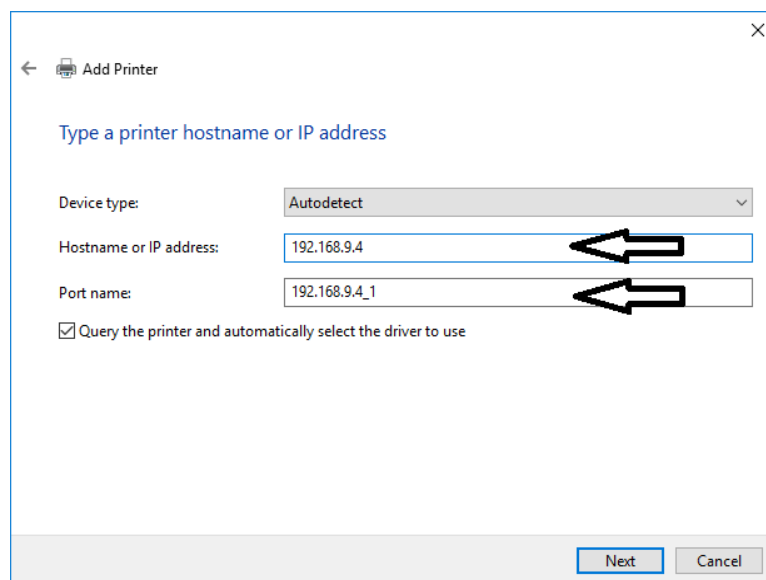 Add Printer
Type a printer hostname or IP address
Device type: Autodetect
Hostname or IP address: 192.168.9.4
Port name: 192.168.9.4_1
Query the printer and automatically select the driver to use
Next Cancel